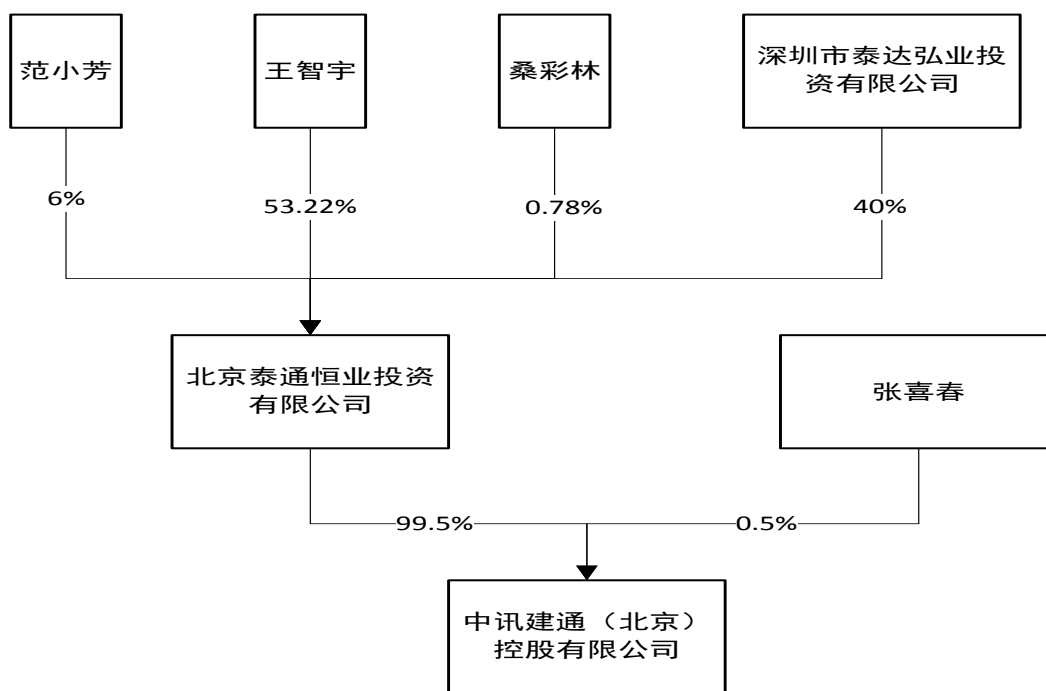 范小芳
王智宇
桑彩林
深圳市泰达弘业投
资有限公司
6%
53.22%
0.78%
40%
北京泰通恒业投资
有限公司
张喜春
99.5%
0.5%
中讯建通（北京）
控股有限公司